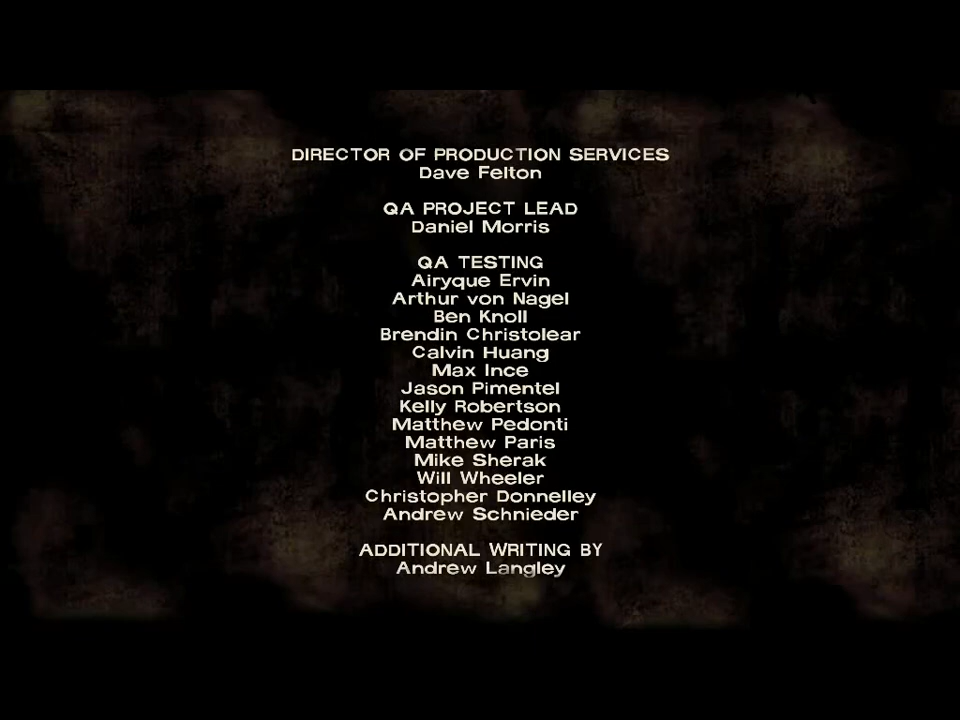 DIRECTOR OF PRODUCTION SERVICES
Dave Felton
QA PROJECT LEAD
Daniel Morris
QA TESTING
Airyque Ervin
Arthur von Nagel
Ben Knoll
Brendin Christolear
Calvin Huang
Max Ince
Jason Pimentel
Kelly Robertson
Matthew Pedonti
Matthew Paris
Mike Sherak
Will Wheeler
Christopher Donnelley
Andrew Schnieder
ADDITIONAL WRITING BY
Andrew Langley